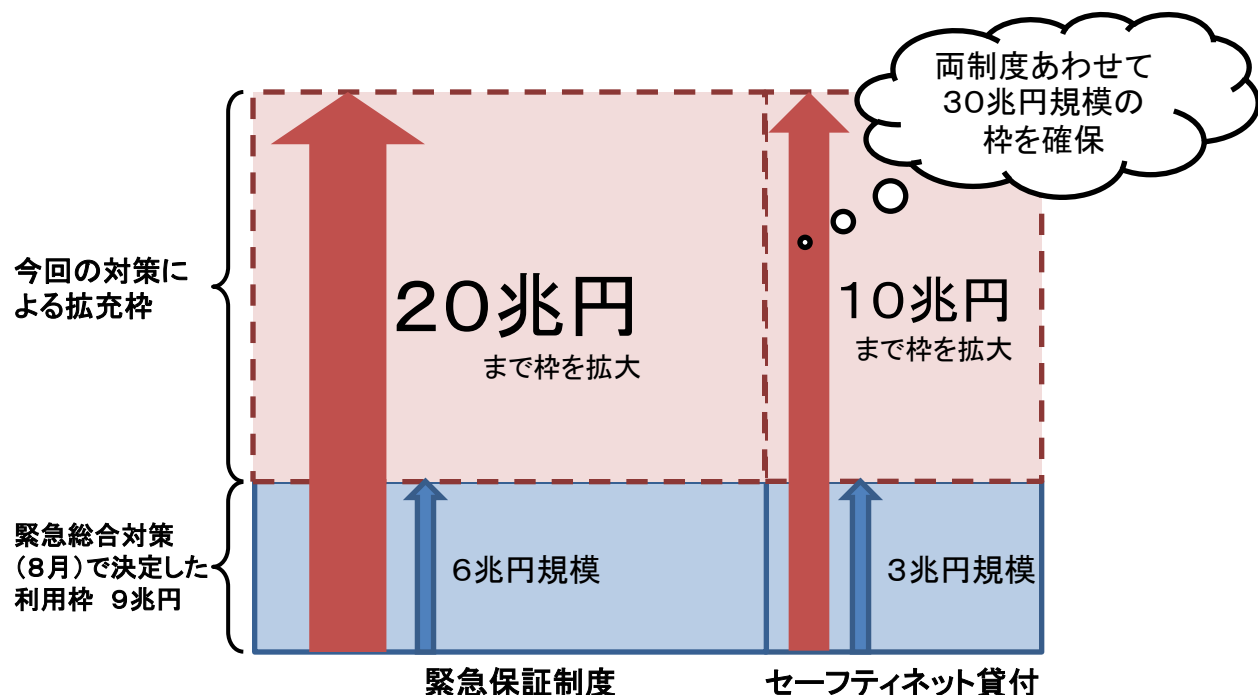 両制度あわせて
３０兆円規模の
枠を確保
今回の対策に
よる拡充枠
２０兆円
まで枠を拡大
１０兆円
まで枠を拡大
緊急総合対策
（８月）で決定した
利用枠　９兆円
６兆円規模
３兆円規模
緊急保証制度
セーフティネット貸付